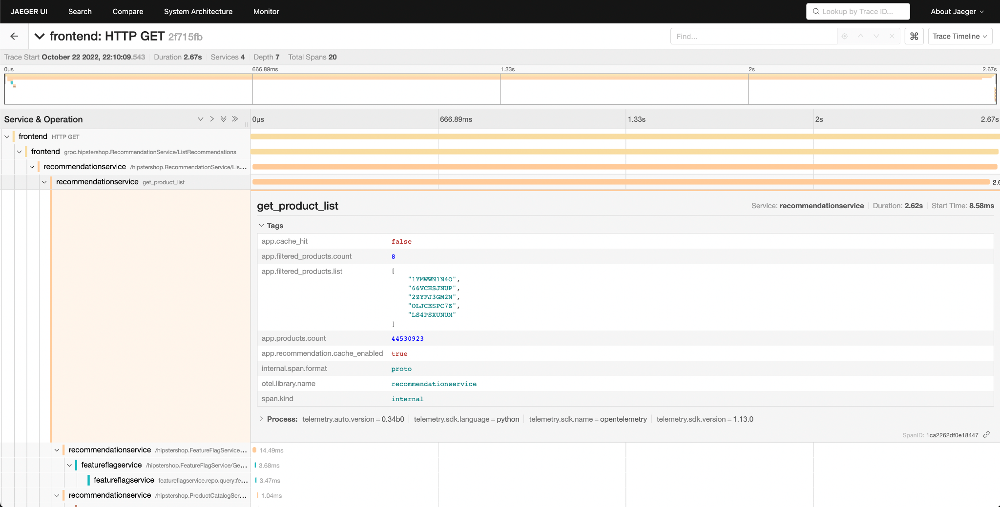 JAEGER UI Search Compare System Architecture Monitor Lookup by Trace ID... About Jaeger
frontend: HTTP GET 2f715fb Find... Trace Timeline
Trace Start October 22 2022, 22:10:09.543 Duration 2.67s Services 4 Depth 7 Total Spans 20
0μs 666.89ms 1.33s 2s 2.67s
Service & Operation 0μs 666.89ms 1.33s 2s 2.67s
frontend HTTP GET
frontend grpc.hipstershop.RecommendationService/ListRecommendations
recommendationservice /hipstershop.RecommendationService/Lis...
recommendationservice get_product_list 2.6
get_product_list Service: recommendationservice Duration: 2.62s Start Time: 8.58ms
Tags
app.cache_hit false
app.filtered_products.count 8
app.filtered_products.list [
"1YMWWN1N4O",
"66VCHSJNUP",
"2ZYFJ3GM2N",
"OLJCESPC7Z",
"LS4PSXUNUM"
]
app.products.count 44530923
app.recommendation.cache_enabled true
internal.span.format proto
otel.library.name recommendationservice
span.kind internal
Process: telemetry.auto.version = 0.34b0 telemetry.sdk.language = python telemetry.sdk.name = opentelemetry telemetry.sdk.version = 1.13.0
SpanID: 1ca2262df0e18447
recommendationservice /hipstershop.FeatureFlagService... 14.49ms
featureflagservice /hipstershop.FeatureFlagService/Ge... 3.68ms
featureflagservice featureflagservice.repo.query:fe... 3.47ms
recommendationservice /hipstershop.ProductCatalogSer... 1.04ms